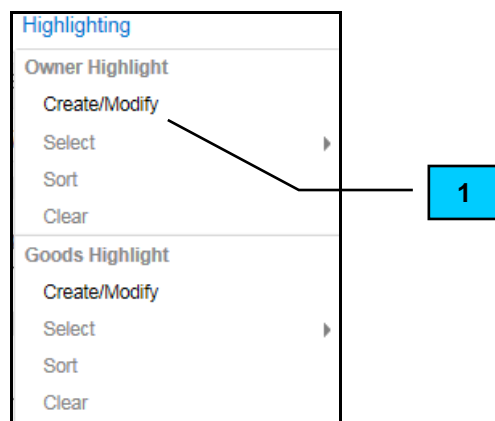 Highlighting
Owner Highlight
Create/Modify
Select
Sort
Clear
1
Goods Highlight
Create/Modify
Select
Sort
Clear